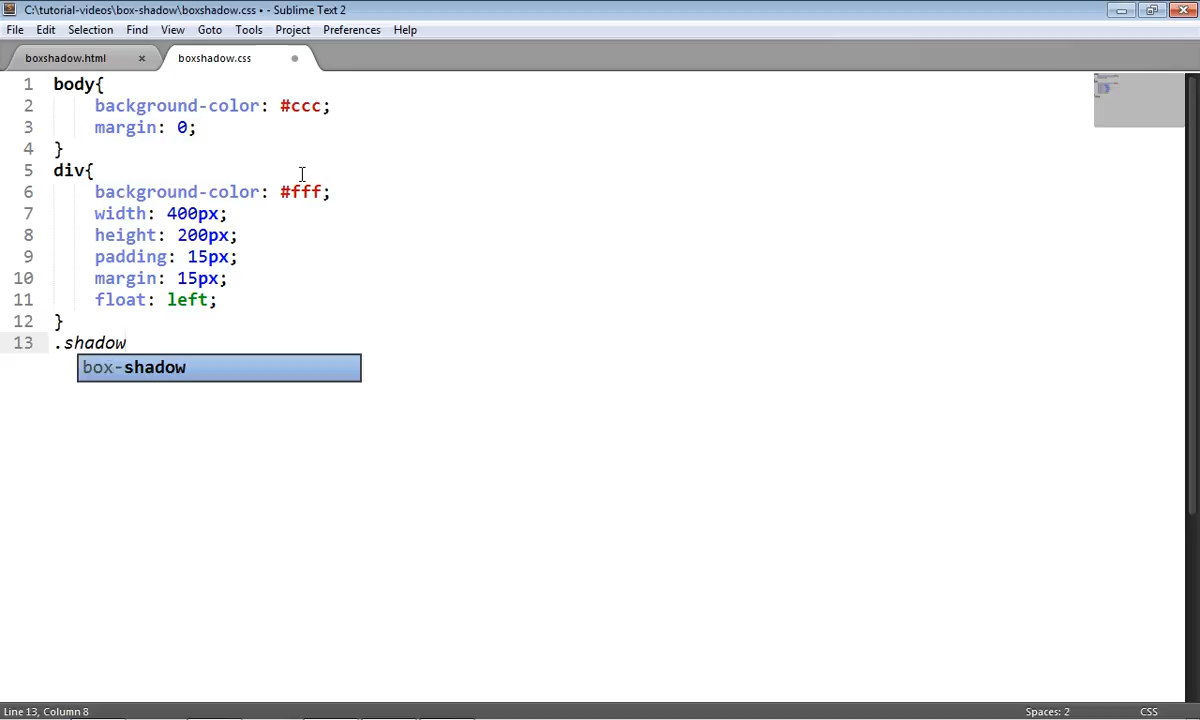 C:\tutorial-videos\box-shadow\boxshadow.css • - Sublime Text 2
File Edit Selection Find View Goto Tools Project Preferences Help
boxshadow.html × boxshadow.css
1 body{
2 background-color: #ccc;
3 margin: 0;
4 }
5 div{
6 background-color: #fff;
7 width: 400px;
8 height: 200px;
9 padding: 15px;
10 margin: 15px;
11 float: left;
12 }
13 .shadow
box-shadow
Line 13, Column 8 Spaces: 2 CSS